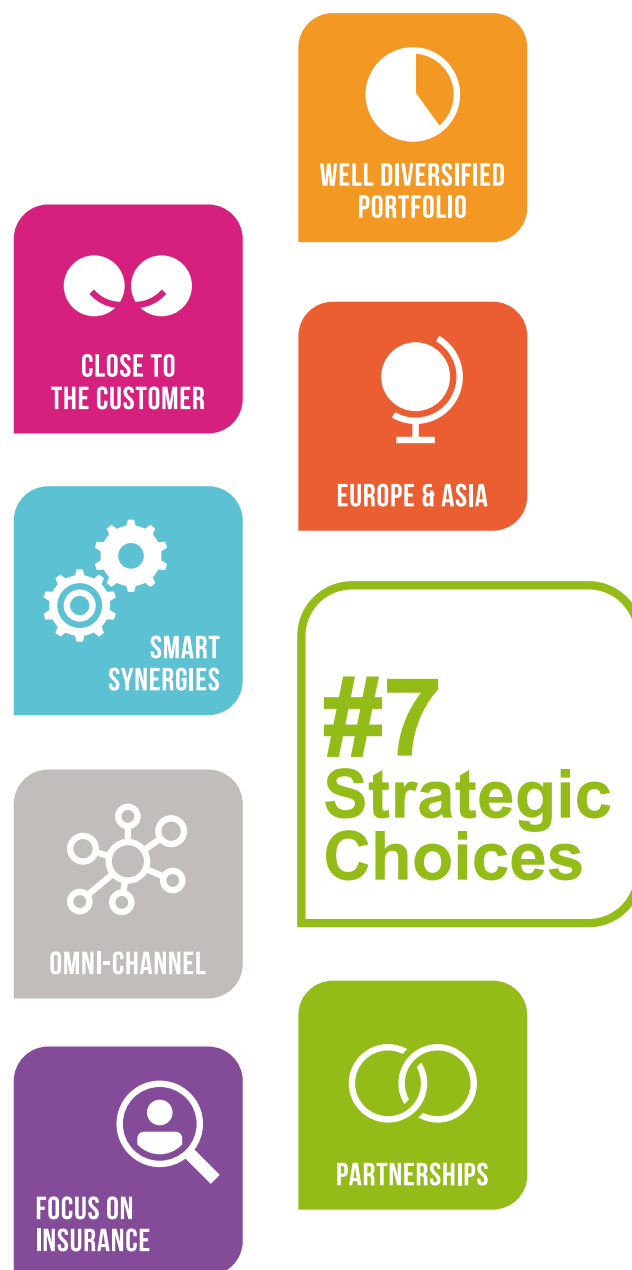 WELL DIVERSIFIED
PORTFOLIO
CLOSE TO
THE CUSTOMER
EUROPE & ASIA
SMART
SYNERGIES
#7
Strategic
Choices
OMNI-CHANNEL
PARTNERSHIPS
FOCUS ON
INSURANCE